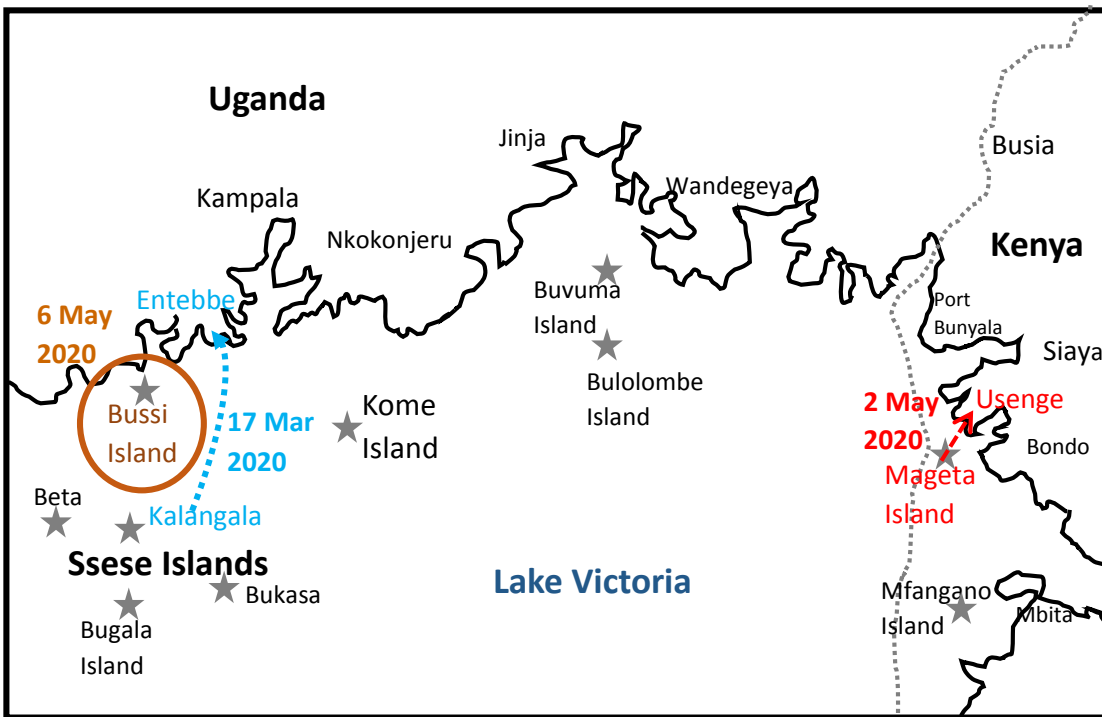 Uganda
Jinja
Busia
Wandegeya
Kampala
Nkokonjeru
Kenya
Buvuma
Island
Entebbe
Port
Bunyala
6 May
2020
Siaya
Bulolombe
Island
Usenge
2 May
2020
Kome
Island
Bussi
Island
17 Mar
2020
Bondo
Mageta
Island
Beta
Kalangala
Ssese Islands
Lake Victoria
Bukasa
Mfangano
Island
Mbita
Bugala
Island